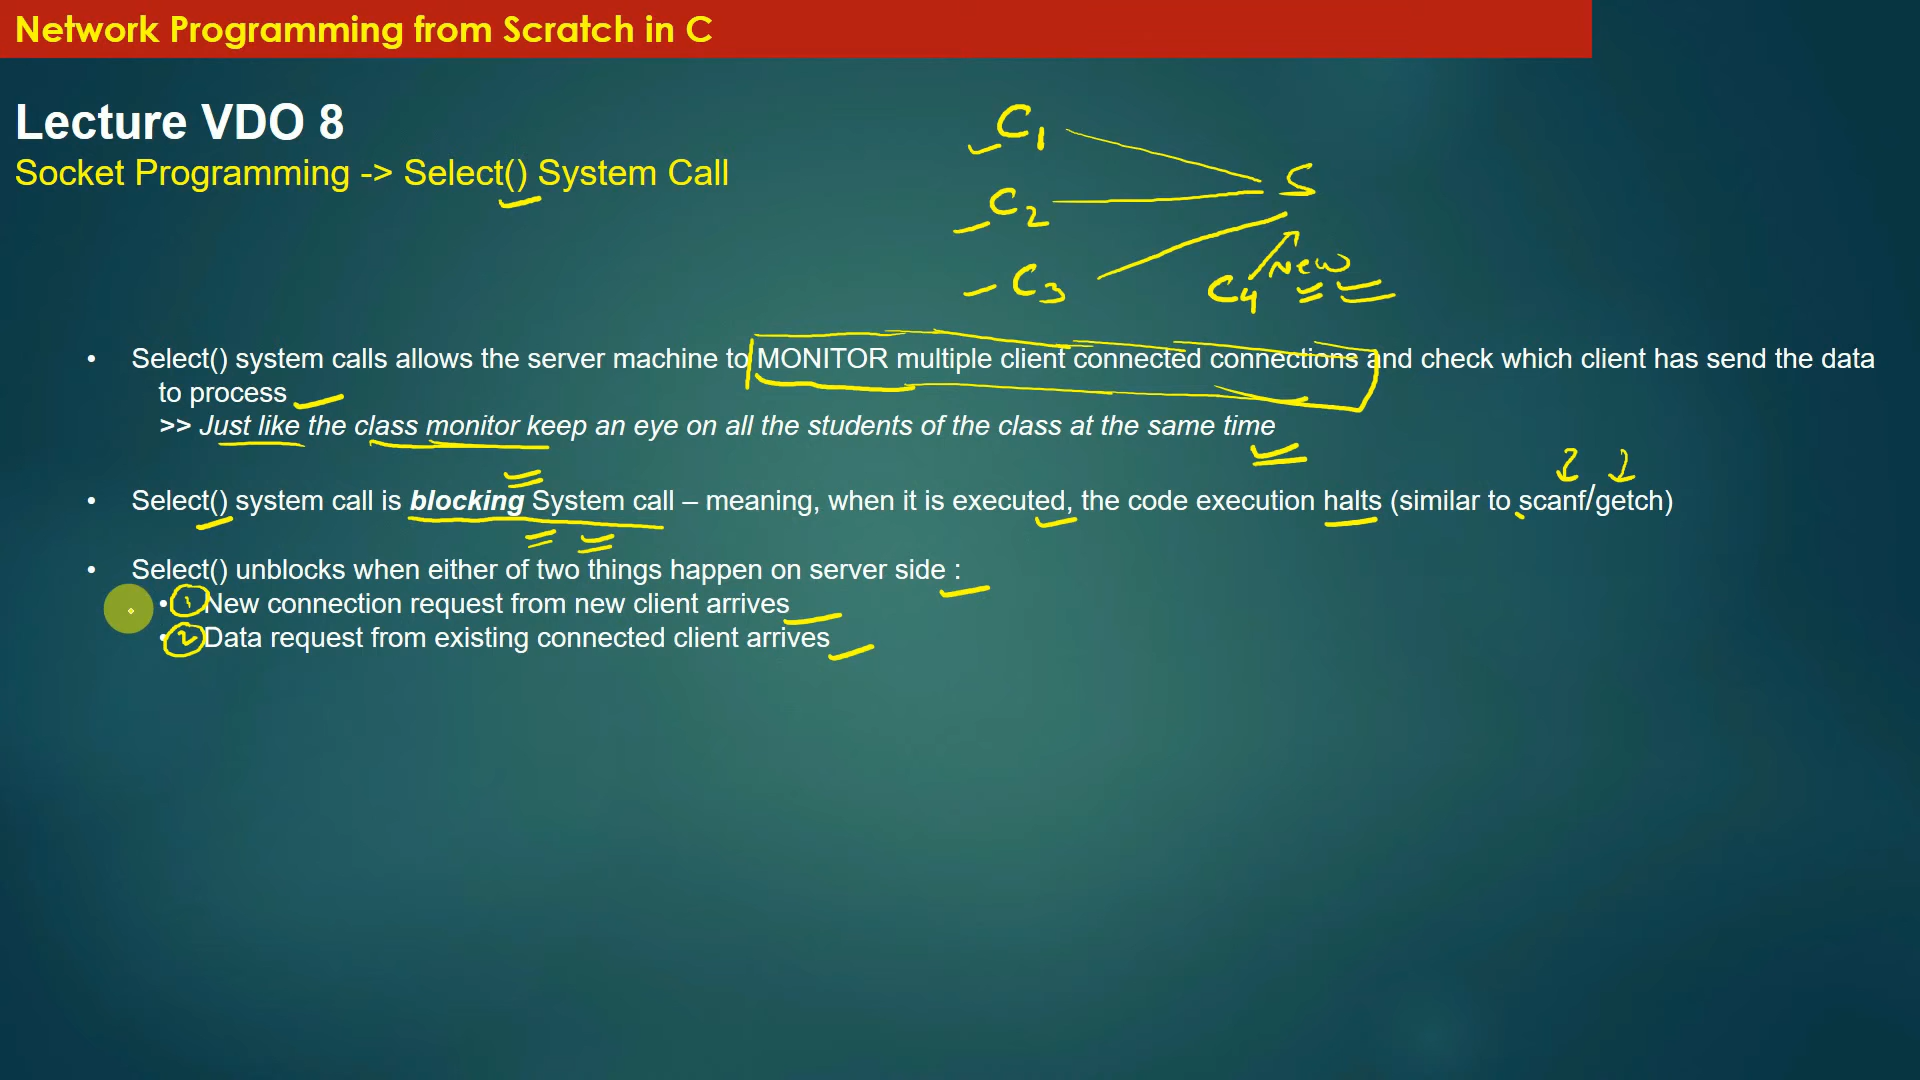 Network Programming from Scratch in C
Lecture VDO 8
Socket Programming -> Select() System Call
C1
S
C2
C3
C4 New
• Select() system calls allows the server machine to MONITOR multiple client connected connections and check which client has send the data
to process
>> Just like the class monitor keep an eye on all the students of the class at the same time
• Select() system call is blocking System call – meaning, when it is executed, the code execution halts (similar to scanf/getch)
• Select() unblocks when either of two things happen on server side :
• 1 New connection request from new client arrives
• 2 Data request from existing connected client arrives